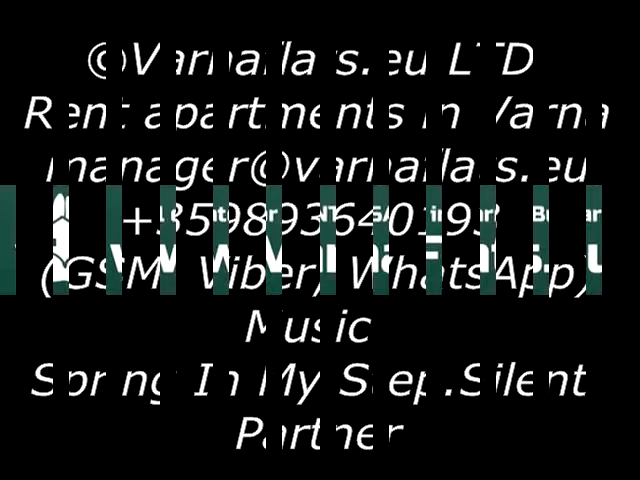 ©Varnaflats.eu LTD
Rent apartments in Varna
manager@varnaflats.eu
+359893640193
(GSM, Viber, WhatsApp)
Music
Spring In My Step.Silent
Partner